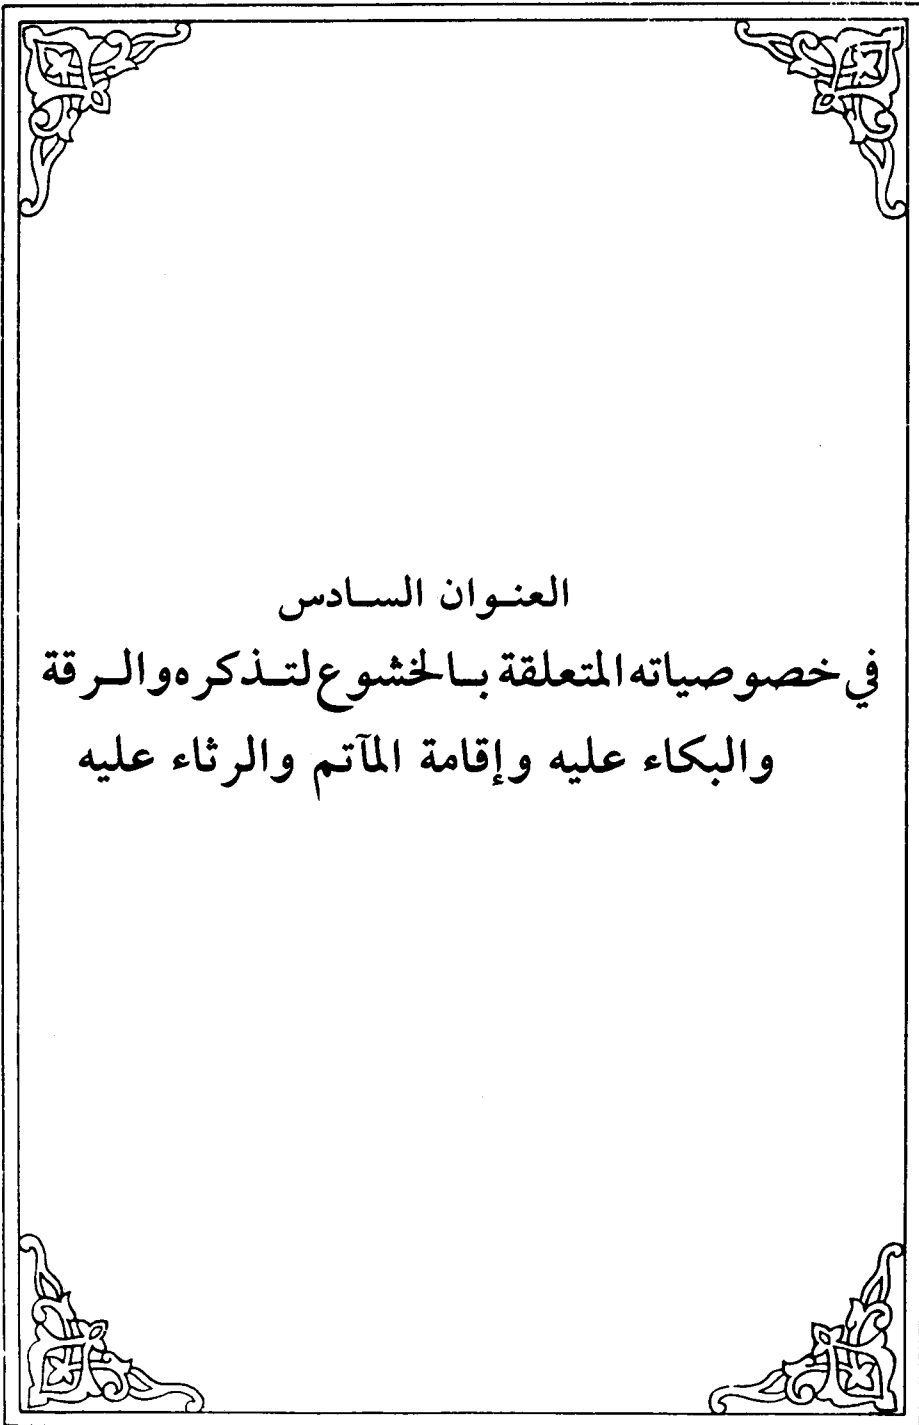 العنوان السادس
في خصوصياته المتعلقة بالخشوع لتذكره والرقة
والبكاء عليه وإقامة المآتم والرثاء عليه